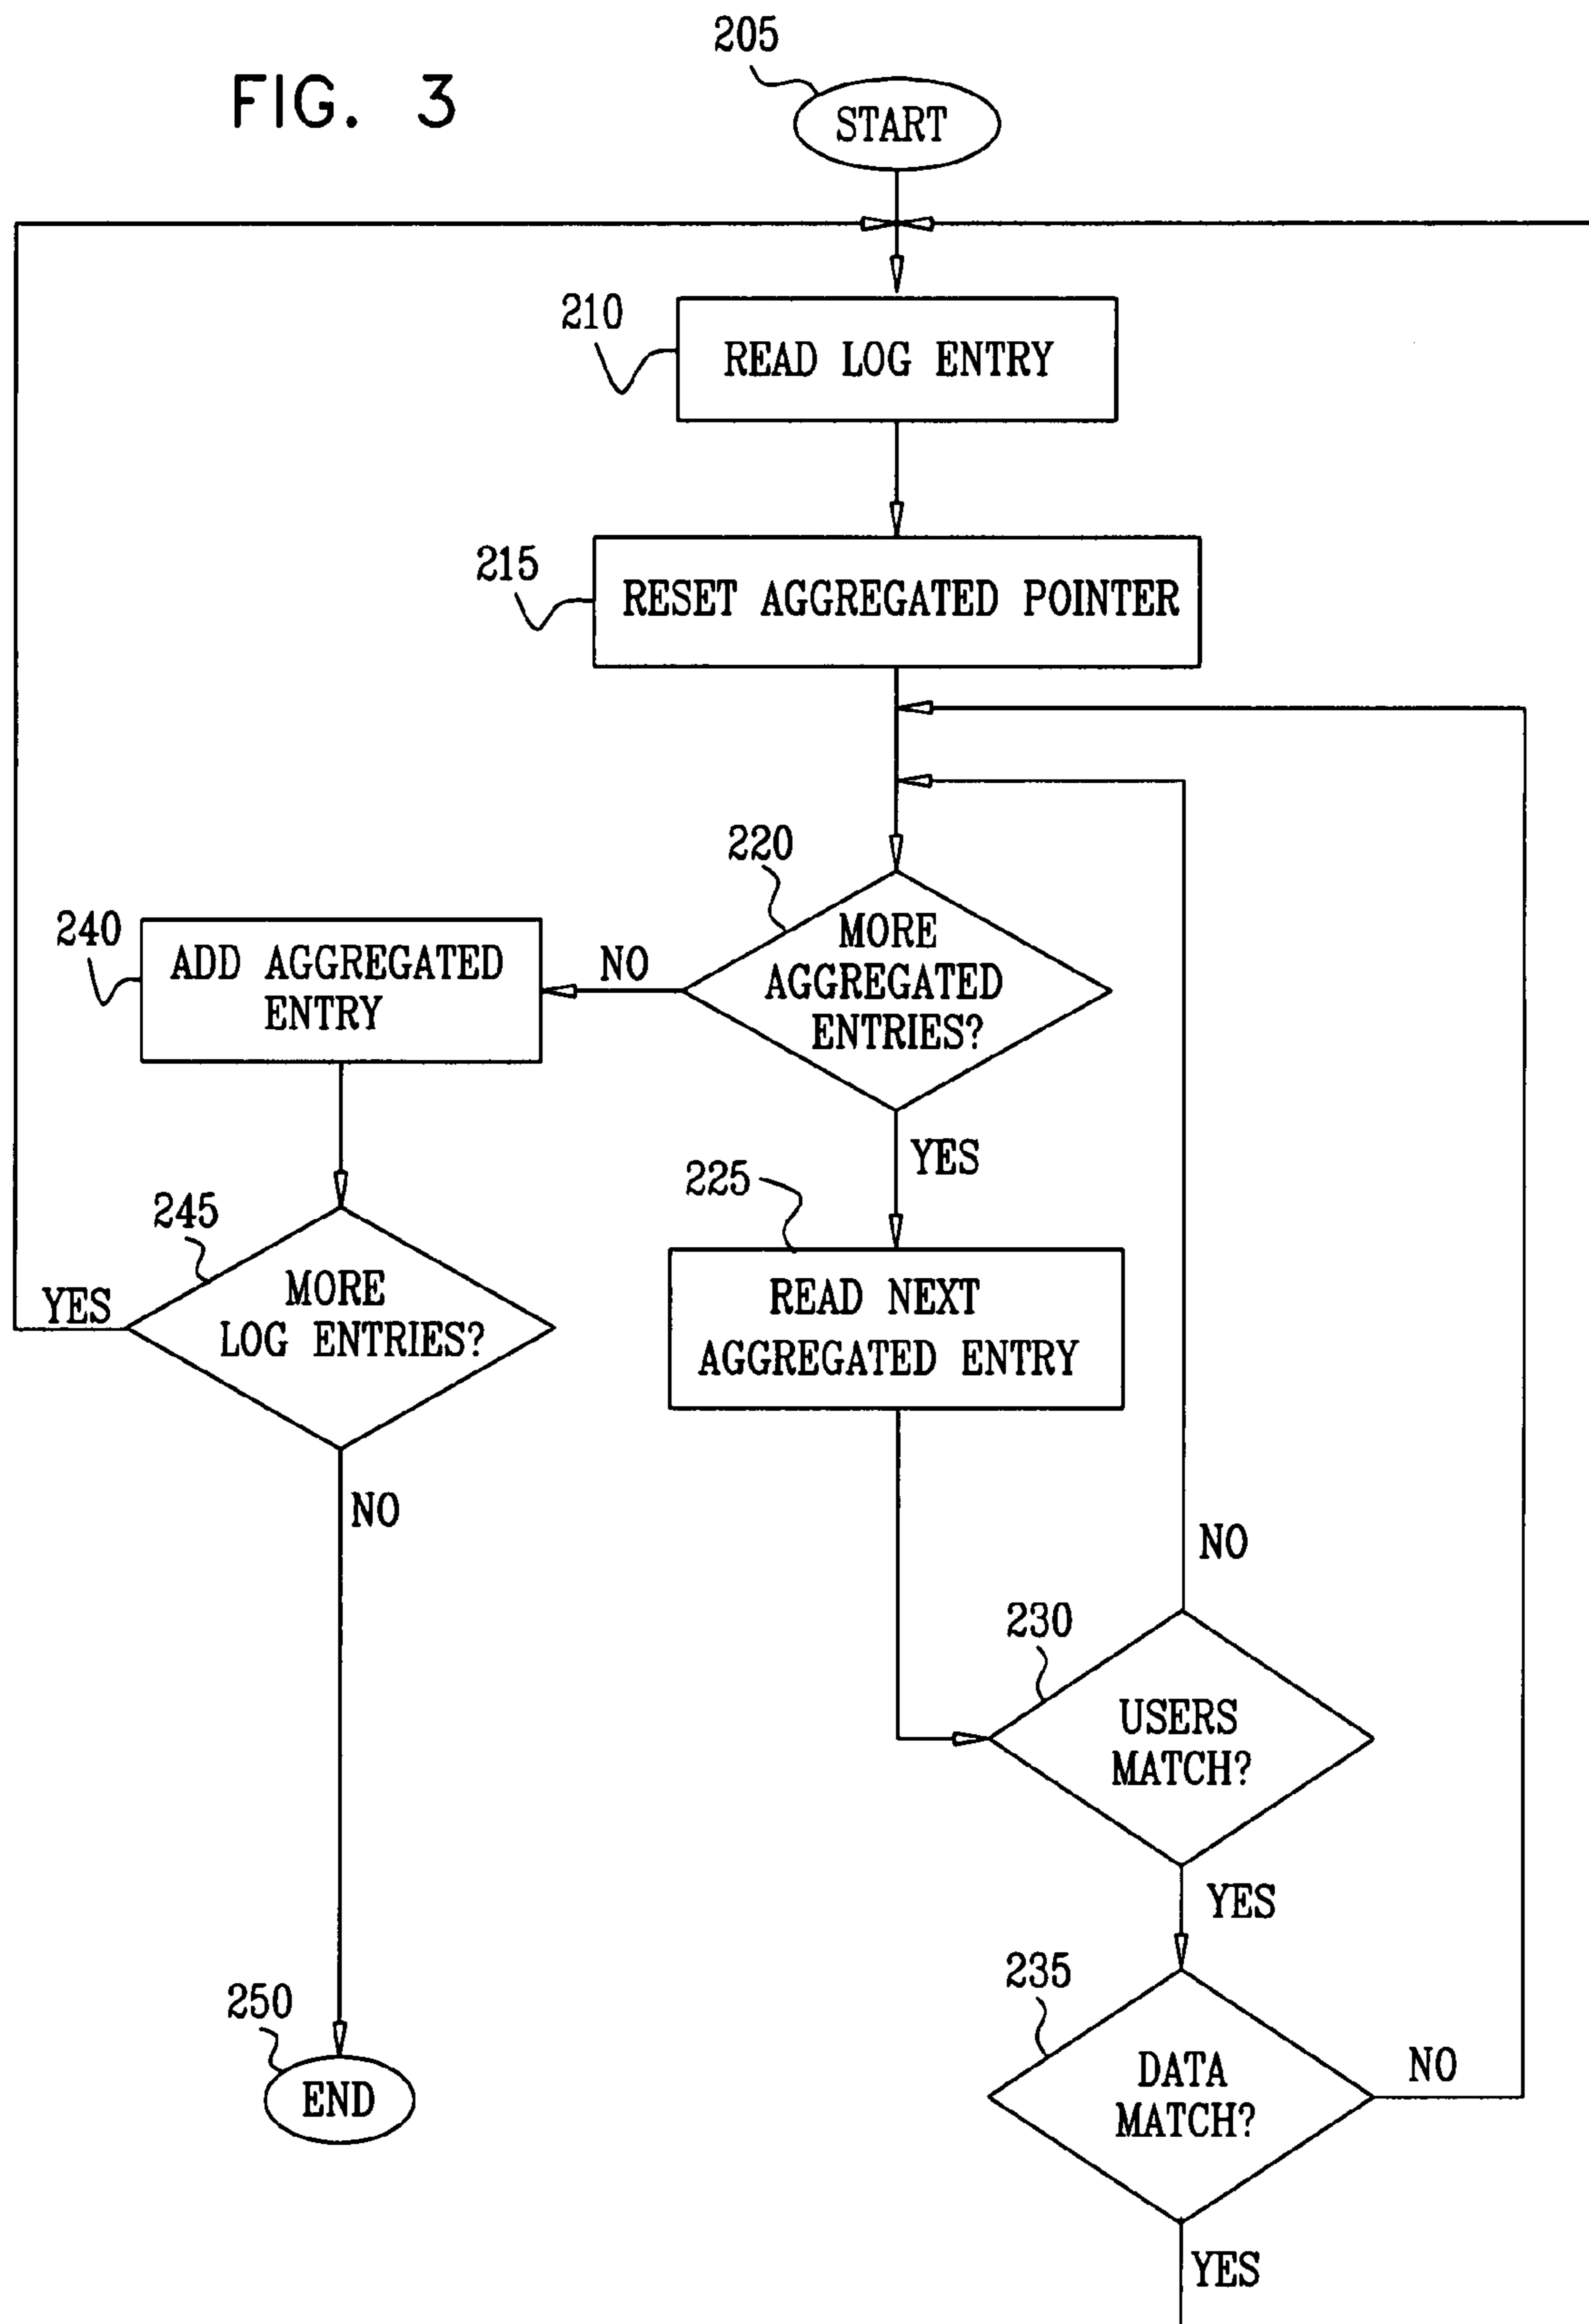 FIG. 3
205
START
210
READ LOG ENTRY
215
RESET AGGREGATED POINTER
220
MORE
AGGREGATED
ENTRIES?
NO
240
ADD AGGREGATED
ENTRY
YES
225
READ NEXT
AGGREGATED ENTRY
245
MORE
LOG ENTRIES?
YES
NO
NO
230
USERS
MATCH?
YES
235
DATA
MATCH?
NO
250
END
YES